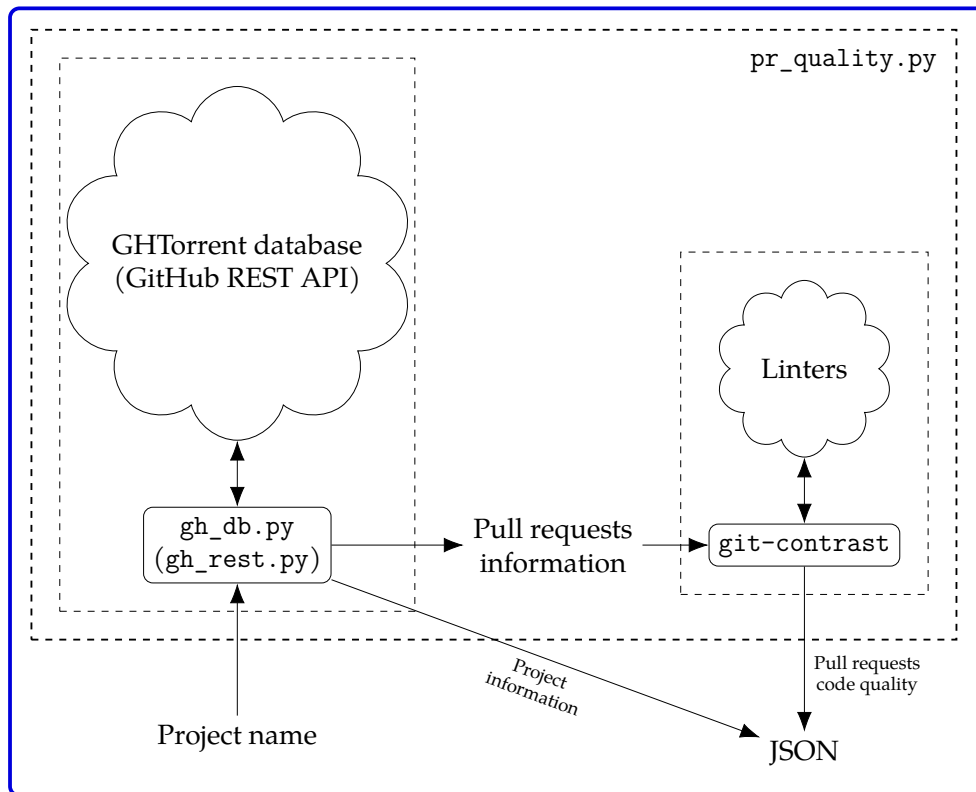 pr_quality.py
GHTorrent database
(GitHub REST API)
Linters
gh_db.py
(gh_rest.py)
Pull requests
information
git-contrast
Project
information
Pull requests
code quality
Project name
JSON